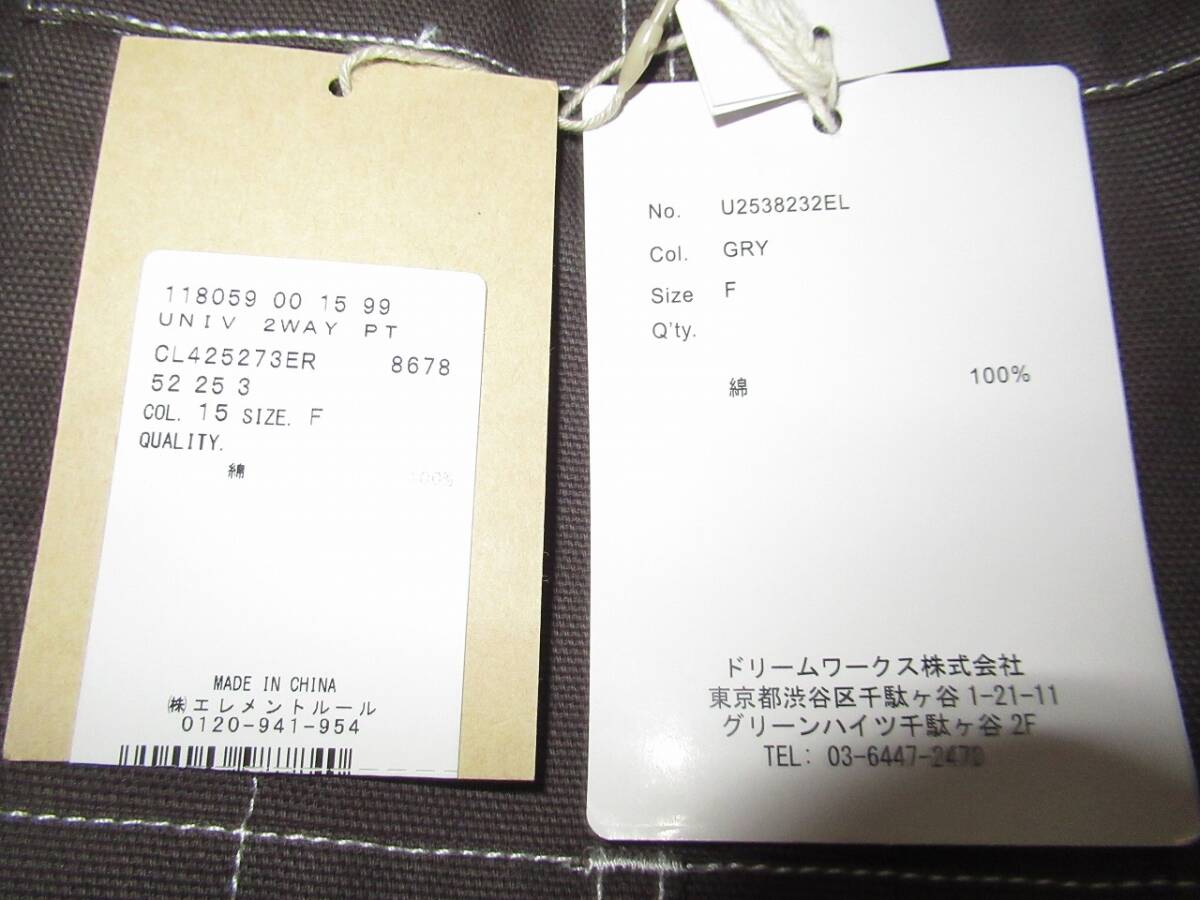 118059 00 15 99
UNIV 2WAY PT
CL425273ER 8678
52 25 3
COL. 15 SIZE. F
QUALITY.
綿 100%
MADE IN CHINA
㈱エレメントルール
0120-941-954
No. U2538232EL
Col. GRY
Size F
Q'ty.
綿 100%
ドリームワークス株式会社
東京都渋谷区千駄ヶ谷 1-21-11
グリーンハイツ千駄ヶ谷 2F
TEL: 03-6447-2470